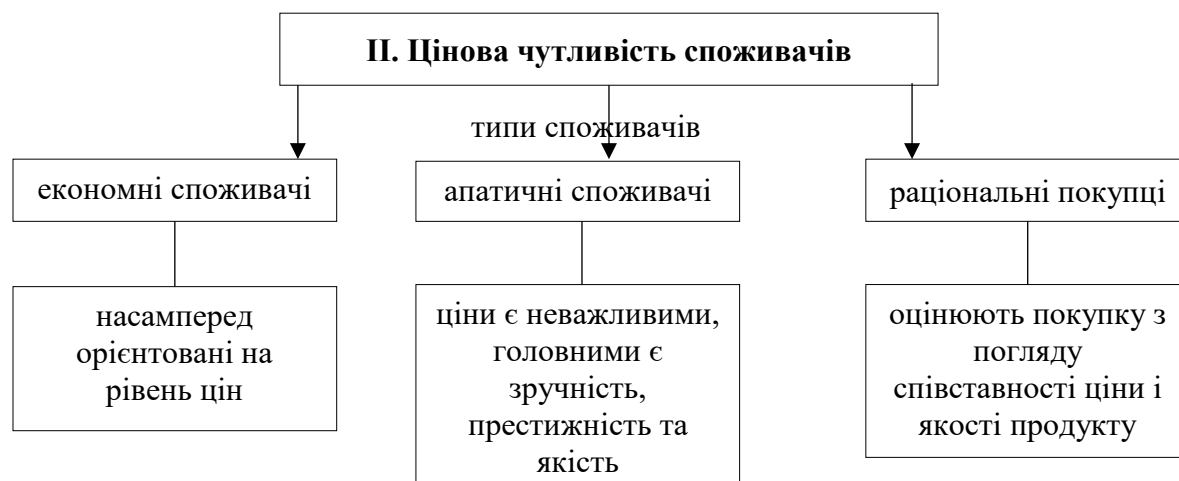 ІІ. Цінова чутливість споживачів
типи споживачів
економні споживачі
апатичні споживачі
раціональні покупці
насамперед
орієнтовані на
рівень цін
ціни є неважливими,
головними є
зручність,
престижність та
якість
оцінюють покупку з
погляду
співставності ціни і
якості продукту